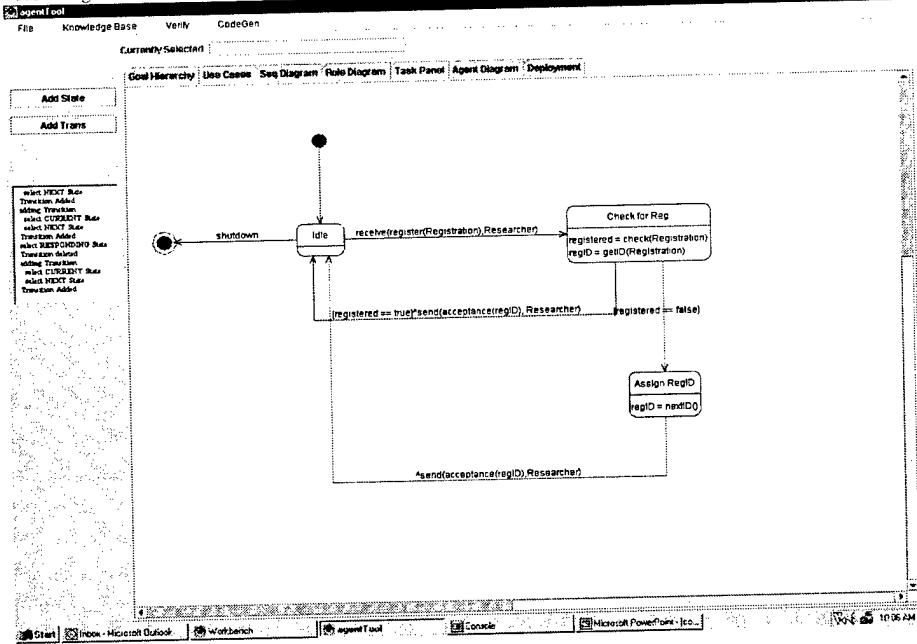 agentTool
File Knowledge Base Verify CodeGen
Currently Selected
Goal Hierarchy Use Cases Seq Diagram Role Diagram Task Panel Agent Diagram Deployment
Add State
Add Trans
select NEXT State
Transition Added
adding Transition
select CURRENT State
select NEXT State
Transition Added
select RESPONDING State
Transition deleted
adding Transition
select CURRENT State
select NEXT State
Transition Added
shutdown
Idle
receive(register(Registration),Researcher)
Check for Reg
registered = check(Registration)
regID = getID(Registration)
[registered == true]^send(acceptance(regID), Researcher)
[registered == false]
Assign RegID
regID = nextID()
^send(acceptance(regID),Researcher)
Start Inbox - Microsoft Outlook Workbench agentTool Console Microsoft PowerPoint - [co... 10:06 AM